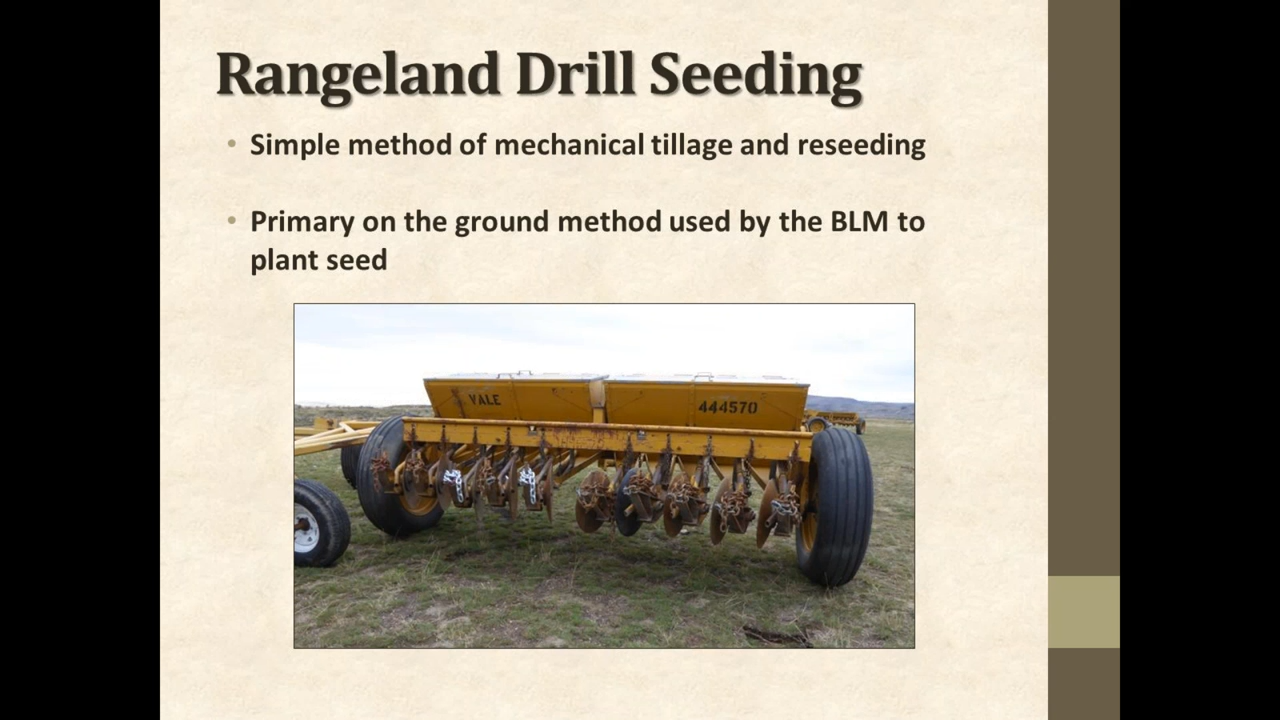 Rangeland Drill Seeding
• Simple method of mechanical tillage and reseeding
• Primary on the ground method used by the BLM to
plant seed
VALE
444570